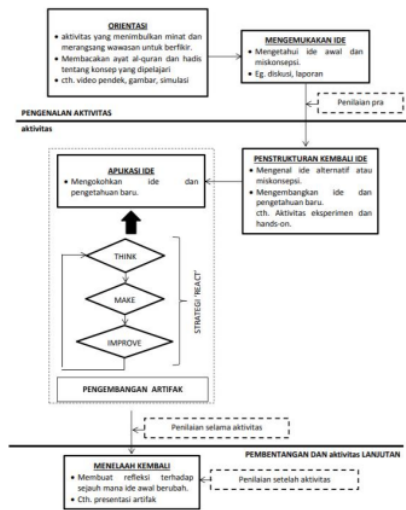 ORIENTASI
• aktivitas yang menimbulkan minat dan
merangsang wawasan untuk berfikir.
• Membacakan ayat al-quran dan hadis
tentang konsep yang dipelajari
• cth. video pendek, gambar, simulasi
MENGEMUKAKAN IDE
• Mengetahui ide awal dan
miskonsepsi.
• Eg. diskusi, laporan
Penilaian pra
PENGENALAN AKTIVITAS
aktivitas
APLIKASI IDE
• Mengokohkan ide dan
pengetahuan baru.
PENSTRUKTURAN KEMBALI IDE
• Mengenal ide alternatif atau
miskonsepsi.
• Mengembangkan ide dan
pengetahuan baru.
cth. Aktivitas eksperimen dan
hands-on.
THINK
MAKE
IMPROVE
STRATEGI 'REACT'
PENGEMBANGAN ARTIFAK
Penilaian selama aktivitas
PEMBENTANGAN DAN aktivitas LANJUTAN
MENELAAH KEMBALI
• Membuat refleksi terhadap
sejauh mana ide awal berubah.
• Cth. presentasi artifak
Penilaian setelah aktivitas